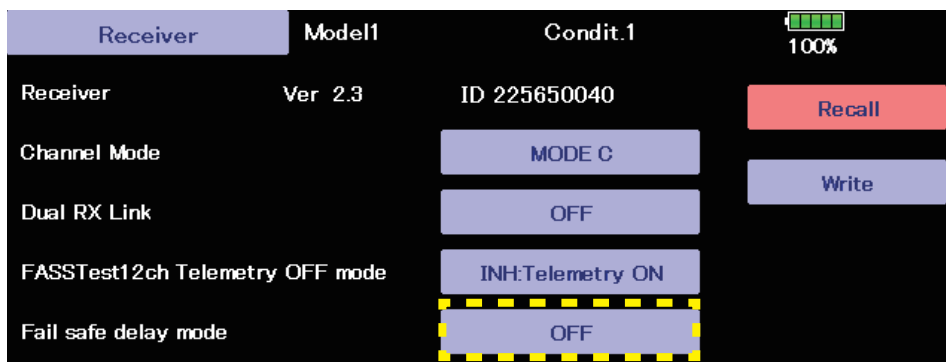 Receiver Model1 Condit.1 100%
Receiver Ver 2.3 ID 225650040 Recall
Channel Mode MODE C
Write
Dual RX Link OFF
FASSTest12ch Telemetry OFF mode INH:Telemetry ON
Fail safe delay mode OFF